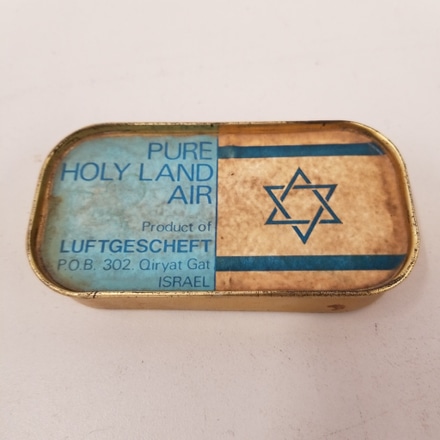 PURE
HOLY LAND
AIR
Product of
LUFTGESCHEFT
P.O.B. 302 Qiryat Gat
ISRAEL